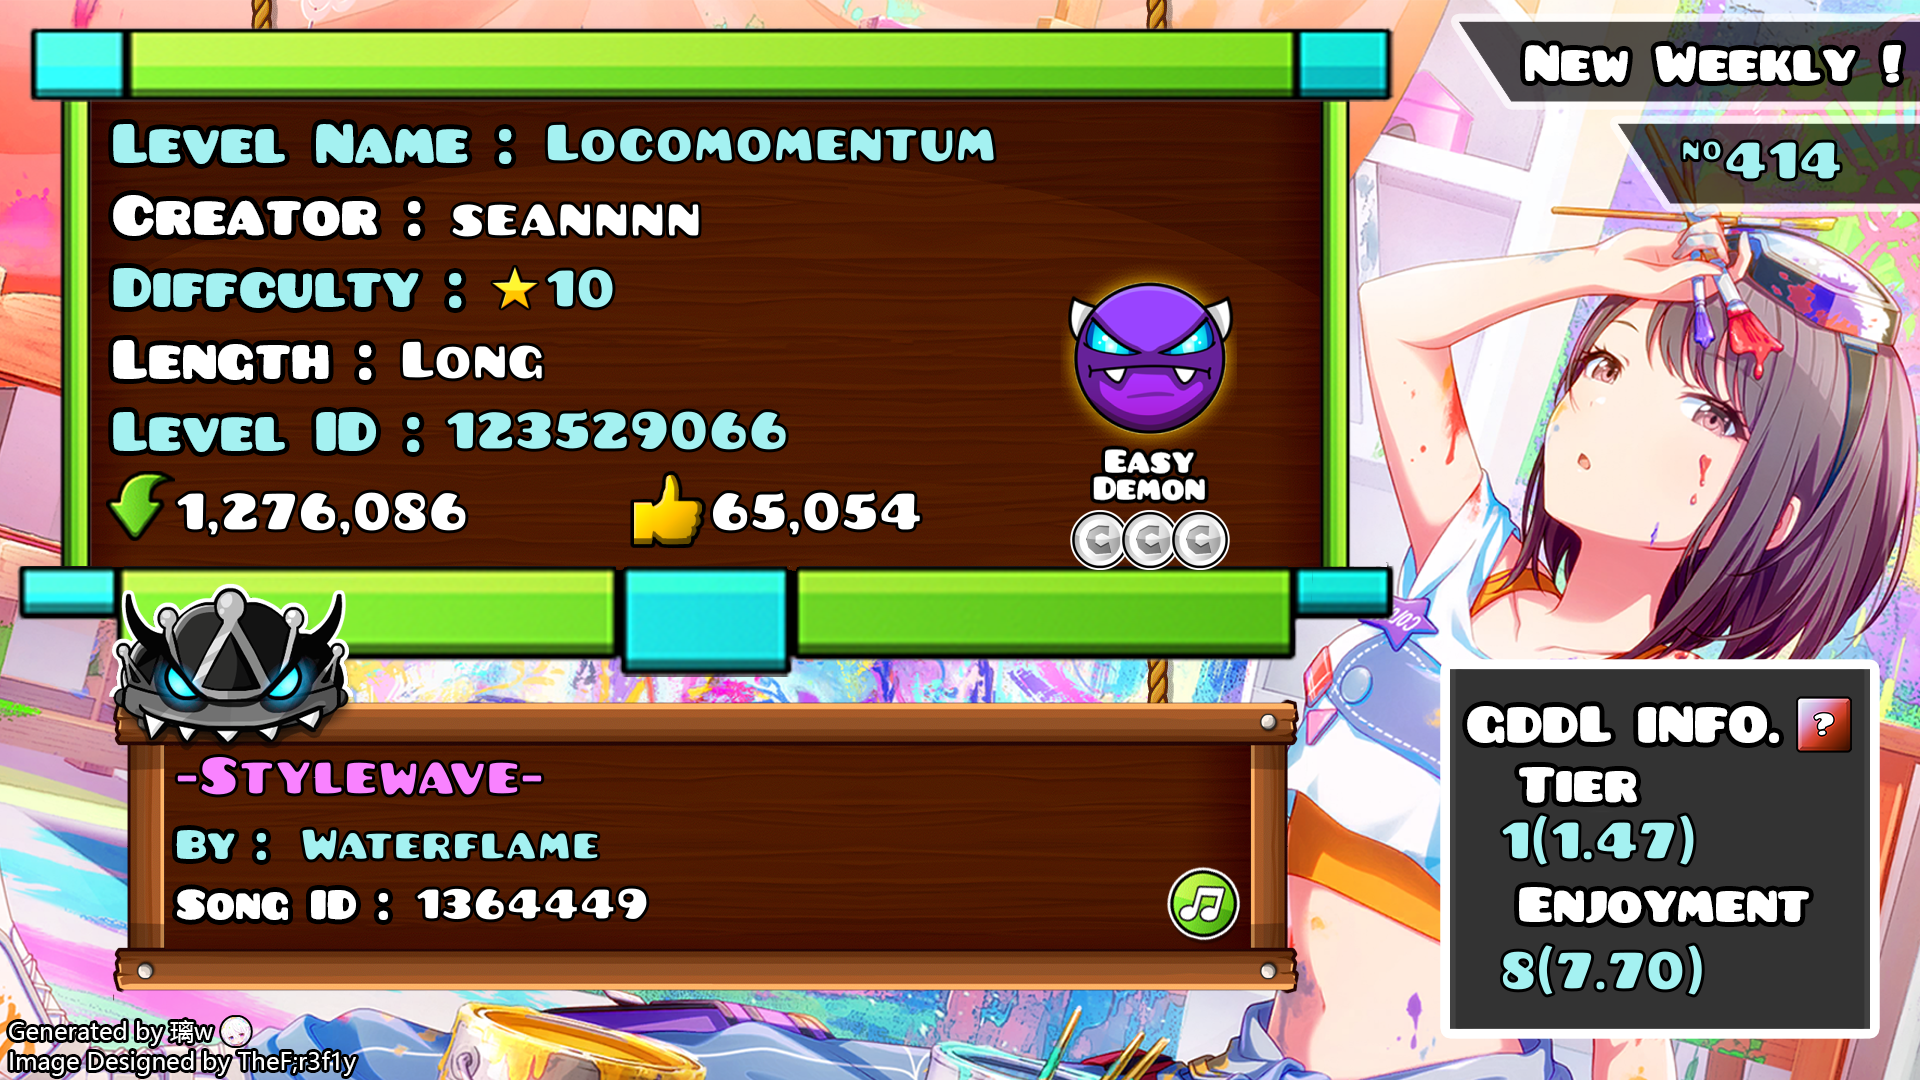 New Weekly !
No414
Level Name : Locomomentum
Creator : seannnn
Diffculty : 10
Length : Long
Level ID : 123529066
1,276,086
65,054
Easy
Demon
-Stylewave-
By : Waterflame
Song ID : 1364449
GDDL INFO. ?
Tier
1(1.47)
Enjoyment
8(7.70)
Generated by 璃w
Image Designed by TheF;r3f1y